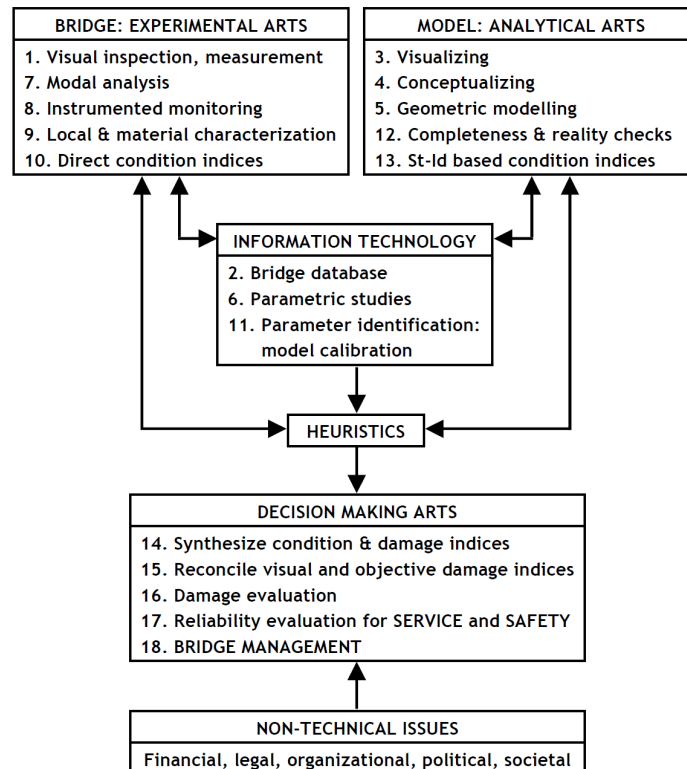 BRIDGE: EXPERIMENTAL ARTS
1. Visual inspection, measurement
7. Modal analysis
8. Instrumented monitoring
9. Local & material characterization
10. Direct condition indices
MODEL: ANALYTICAL ARTS
3. Visualizing
4. Conceptualizing
5. Geometric modelling
12. Completeness & reality checks
13. St-Id based condition indices
INFORMATION TECHNOLOGY
2. Bridge database
6. Parametric studies
11. Parameter identification:
model calibration
HEURISTICS
DECISION MAKING ARTS
14. Synthesize condition & damage indices
15. Reconcile visual and objective damage indices
16. Damage evaluation
17. Reliability evaluation for SERVICE and SAFETY
18. BRIDGE MANAGEMENT
NON-TECHNICAL ISSUES
Financial, legal, organizational, political, societal